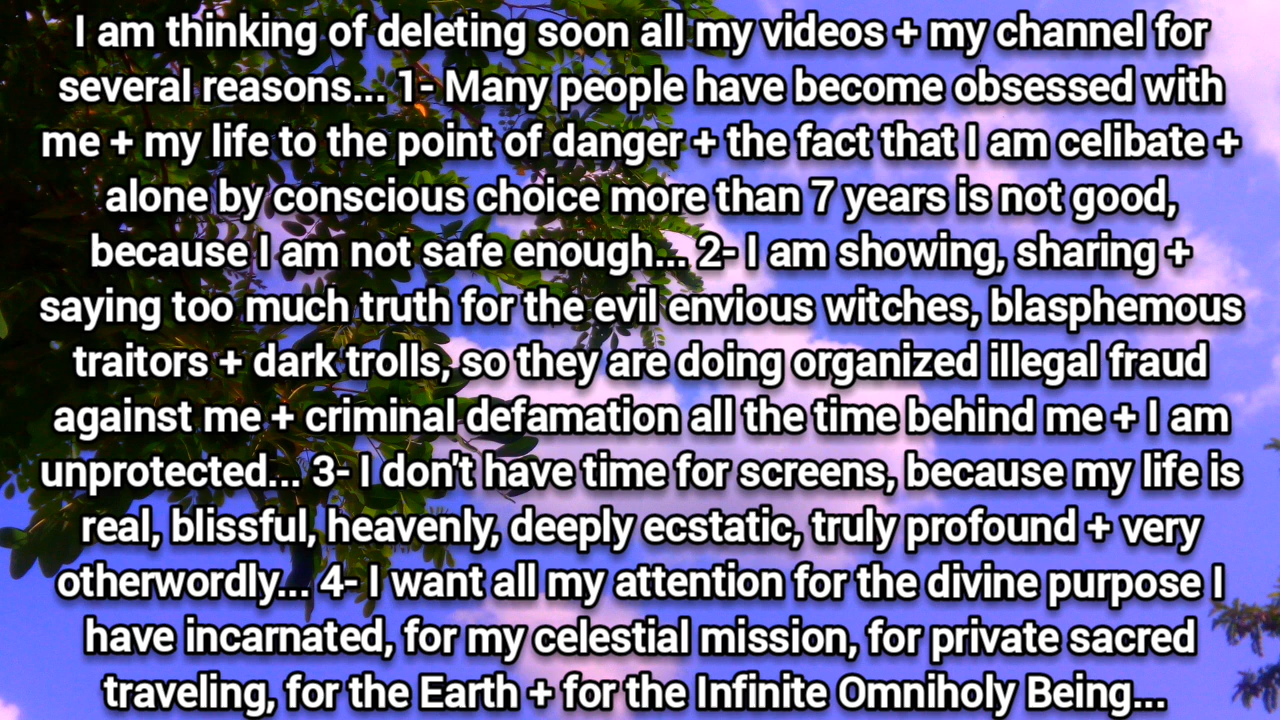 I am thinking of deleting soon all my videos + my channel for
several reasons... 1- Many people have become obsessed with
me + my life to the point of danger + the fact that I am celibate +
alone by conscious choice more than 7 years is not good,
because I am not safe enough... 2- I am showing, sharing +
saying too much truth for the evil envious witches, blasphemous
traitors + dark trolls, so they are doing organized illegal fraud
against me + criminal defamation all the time behind me + I am
unprotected... 3- I don't have time for screens, because my life is
real, blissful, heavenly, deeply ecstatic, truly profound + very
otherwordly... 4- I want all my attention for the divine purpose I
have incarnated, for my celestial mission, for private sacred
traveling, for the Earth + for the Infinite Omniholy Being...